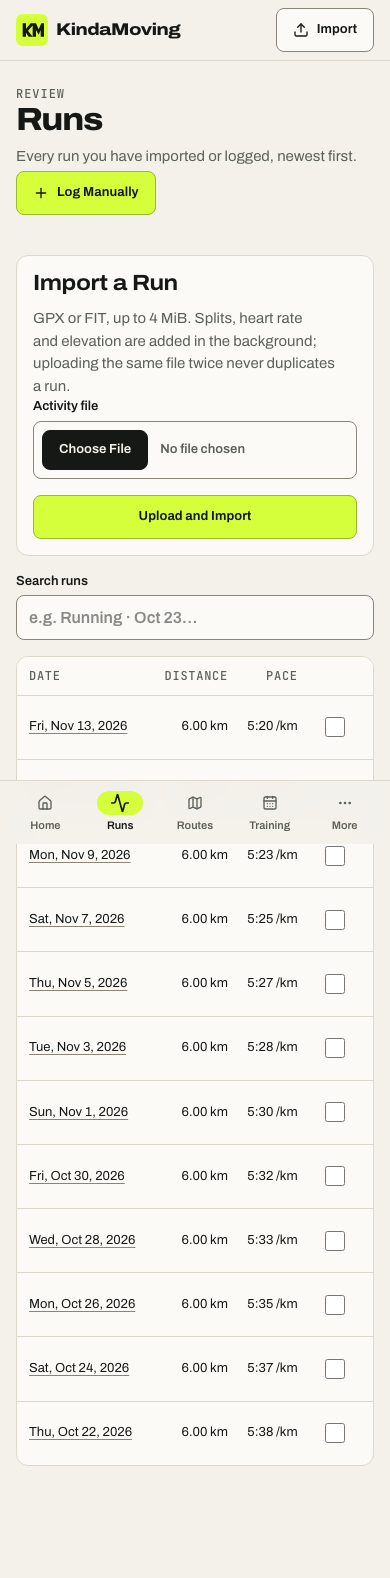 KM KindaMoving
Import
REVIEW
Runs
Every run you have imported or logged, newest first.
Log Manually
Import a Run
GPX or FIT, up to 4 MiB. Splits, heart rate
and elevation are added in the background;
uploading the same file twice never duplicates
a run.
Activity file
Choose File No file chosen
Upload and Import
Search runs
e.g. Running · Oct 23…
DATE DISTANCE PACE
Fri, Nov 13, 2026 6.00 km 5:20 /km
Home Runs Routes Training More
Mon, Nov 9, 2026 6.00 km 5:23 /km
Sat, Nov 7, 2026 6.00 km 5:25 /km
Thu, Nov 5, 2026 6.00 km 5:27 /km
Tue, Nov 3, 2026 6.00 km 5:28 /km
Sun, Nov 1, 2026 6.00 km 5:30 /km
Fri, Oct 30, 2026 6.00 km 5:32 /km
Wed, Oct 28, 2026 6.00 km 5:33 /km
Mon, Oct 26, 2026 6.00 km 5:35 /km
Sat, Oct 24, 2026 6.00 km 5:37 /km
Thu, Oct 22, 2026 6.00 km 5:38 /km